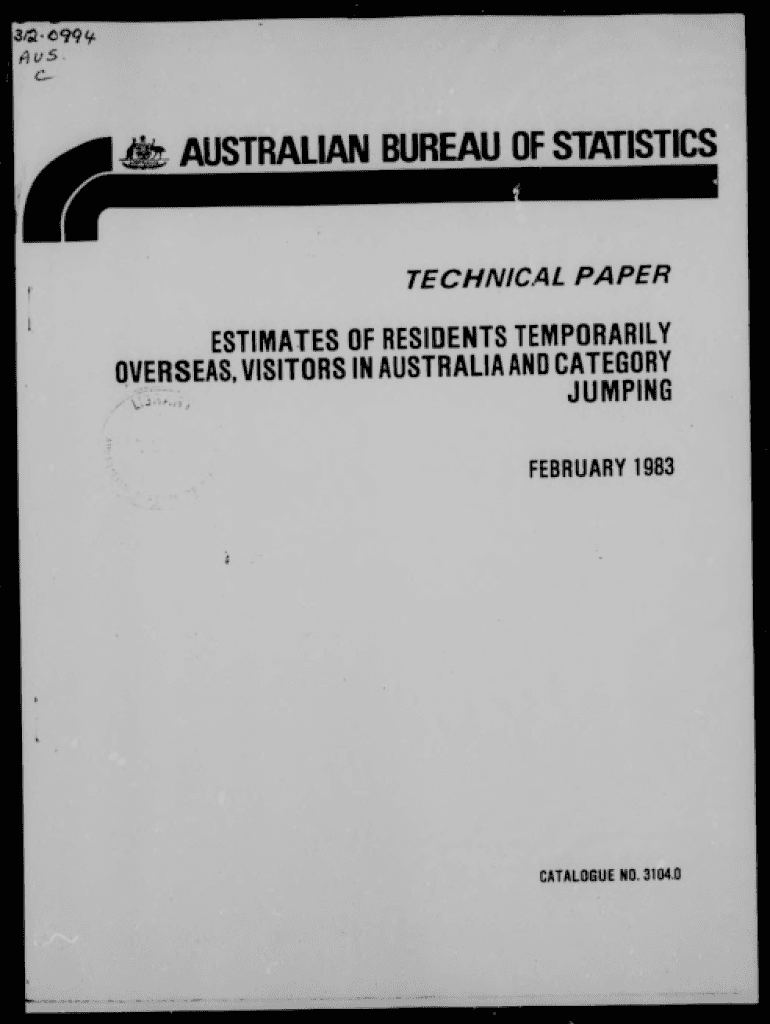 312.0994
AUS.
C
AUSTRALIAN BUREAU OF STATISTICS
TECHNICAL PAPER
ESTIMATES OF RESIDENTS TEMPORARILY
OVERSEAS, VISITORS IN AUSTRALIA AND CATEGORY
JUMPING
LIBRARY
FEBRUARY 1983
CATALOGUE NO. 3104.0